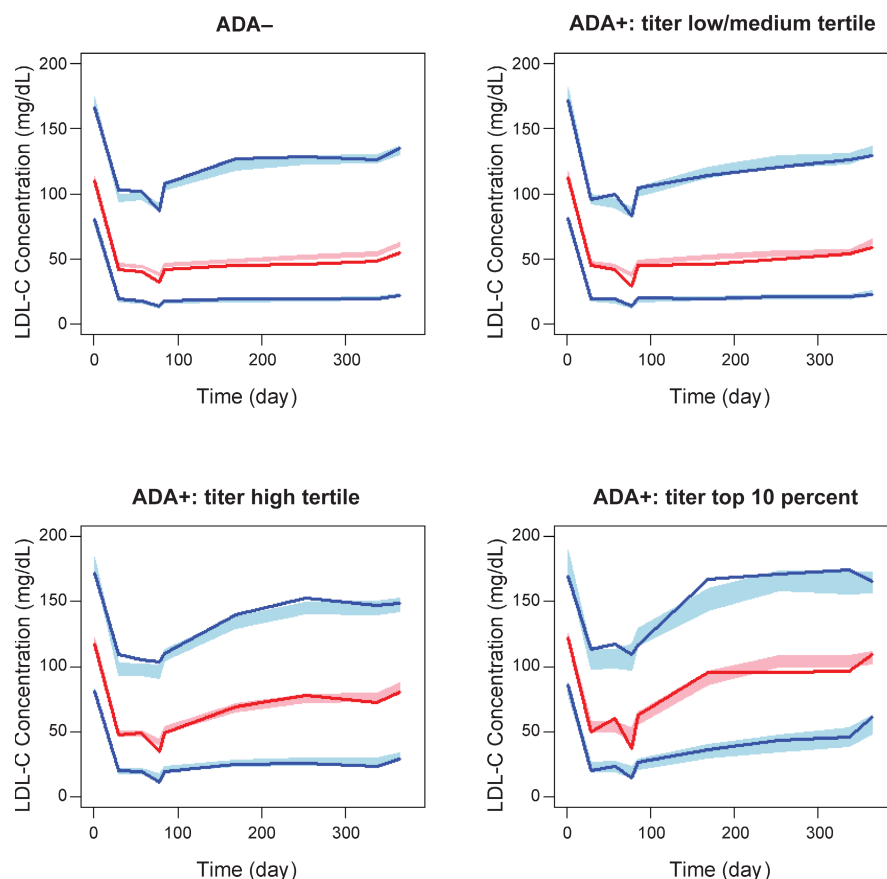 ADA–
LDL-C Concentration (mg/dL)
200
150
100
50
0
0 100 200 300
Time (day)
ADA+: titer low/medium tertile
LDL-C Concentration (mg/dL)
200
150
100
50
0
0 100 200 300
Time (day)
ADA+: titer high tertile
LDL-C Concentration (mg/dL)
200
150
100
50
0
0 100 200 300
Time (day)
ADA+: titer top 10 percent
LDL-C Concentration (mg/dL)
200
150
100
50
0
0 100 200 300
Time (day)